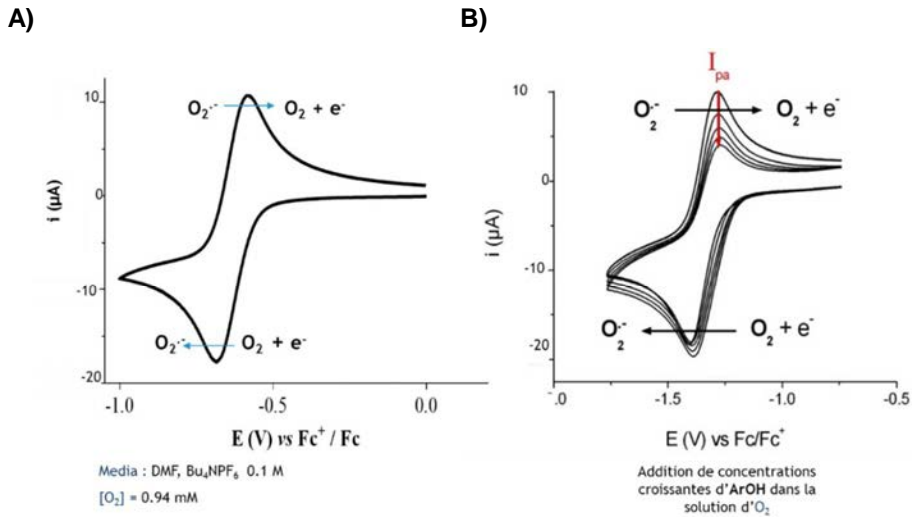 A)
B)
I pa
10
0
-10
-20
i (µA)
O₂·⁻ → O₂ + e⁻
O₂·⁻ ← O₂ + e⁻
-1.0 -0.5 0.0
E (V) vs Fc⁺ / Fc
Media : DMF, Bu₄NPF₆ 0.1 M
[O₂] = 0.94 mM
10
0
-10
-20
i (µA)
O₂·⁻ → O₂ + e⁻
O₂·⁻ ← O₂ + e⁻
.0 -1.5 -1.0 -0.5
E (V) vs Fc/Fc⁺
Addition de concentrations
croissantes d'ArOH dans la
solution d'O₂